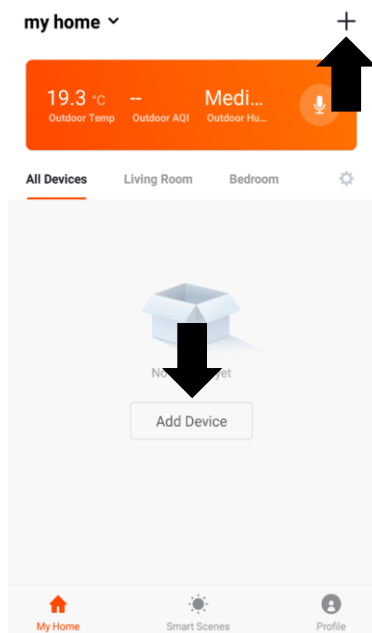 my home
19.3 °C -- Medi...
Outdoor Temp Outdoor AQI Outdoor Hu...
All Devices Living Room Bedroom
No yet
Add Device
My Home Smart Scenes Profile